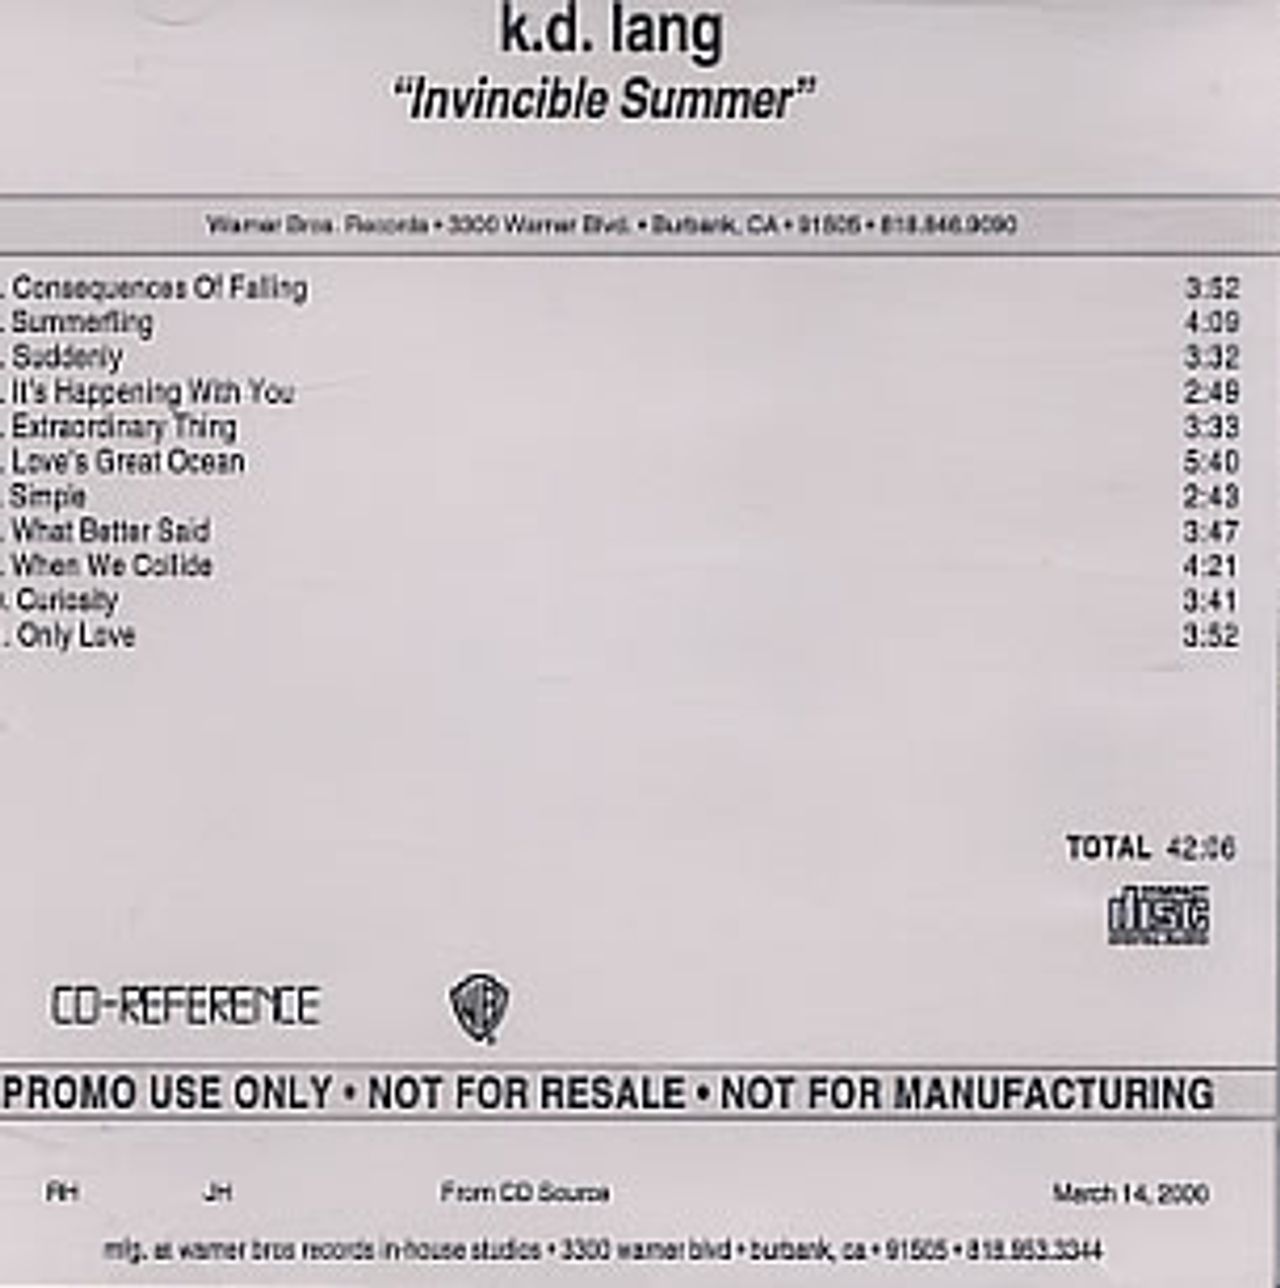 k.d. lang
"Invincible Summer"
Warner Bros. Records • 3300 Warner Blvd. • Burbank, CA • 91505 • 818.846.9090
. Consequences Of Falling 3:52
. Summerfling 4:09
. Suddenly 3:32
. It's Happening With You 2:49
. Extraordinary Thing 3:33
. Love's Great Ocean 5:40
. Simple 2:43
. What Better Said 3:47
. When We Collide 4:21
. Curiosity 3:41
. Only Love 3:52
TOTAL 42:06
disc
CD-REFERENCE WB
PROMO USE ONLY • NOT FOR RESALE • NOT FOR MANUFACTURING
RH JH From CD Source March 14, 2000
mfg. at warner bros records in-house studios • 3300 warner blvd • burbank, ca • 91505 • 818.953.3344